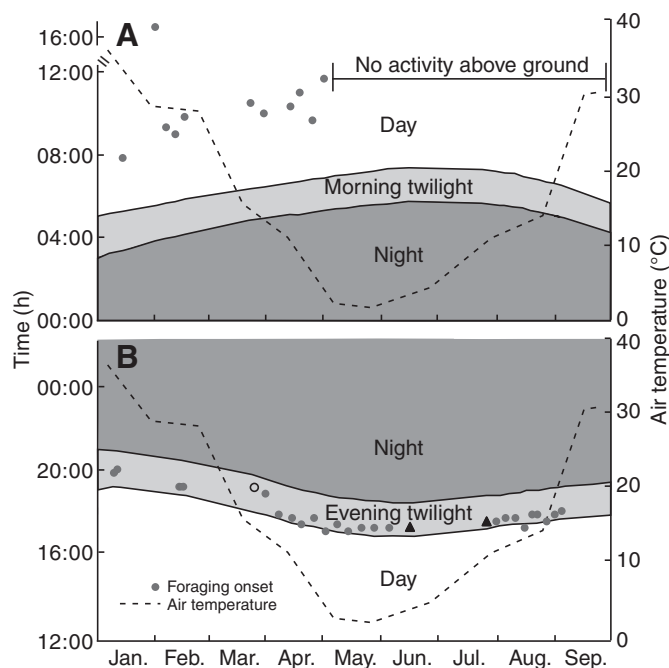 A
16:00
12:00
08:00
04:00
00:00
40
30
20
10
0
No activity above ground
Day
Morning twilight
Night
Time (h)
Air temperature (°C)
B
00:00
20:00
16:00
12:00
40
30
20
10
0
Night
Evening twilight
Day
Foraging onset
Air temperature
Jan. Feb. Mar. Apr. May. Jun. Jul. Aug. Sep.